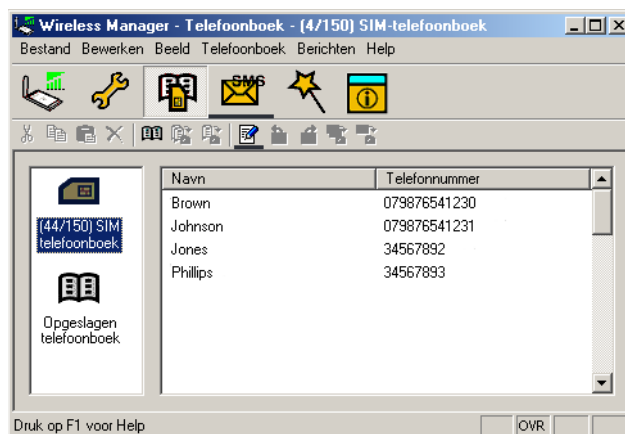 Wireless Manager - Telefoonboek - (4/150) SIM-telefoonboek
Bestand Bewerken Beeld Telefoonboek Berichten Help
SMS
Navn Telefonnummer
Brown 079876541230
Johnson 079876541231
Jones 34567892
Phillips 34567893
(44/150) SIM
telefoonboek
Opgeslagen
telefoonboek
Druk op F1 voor Help OVR